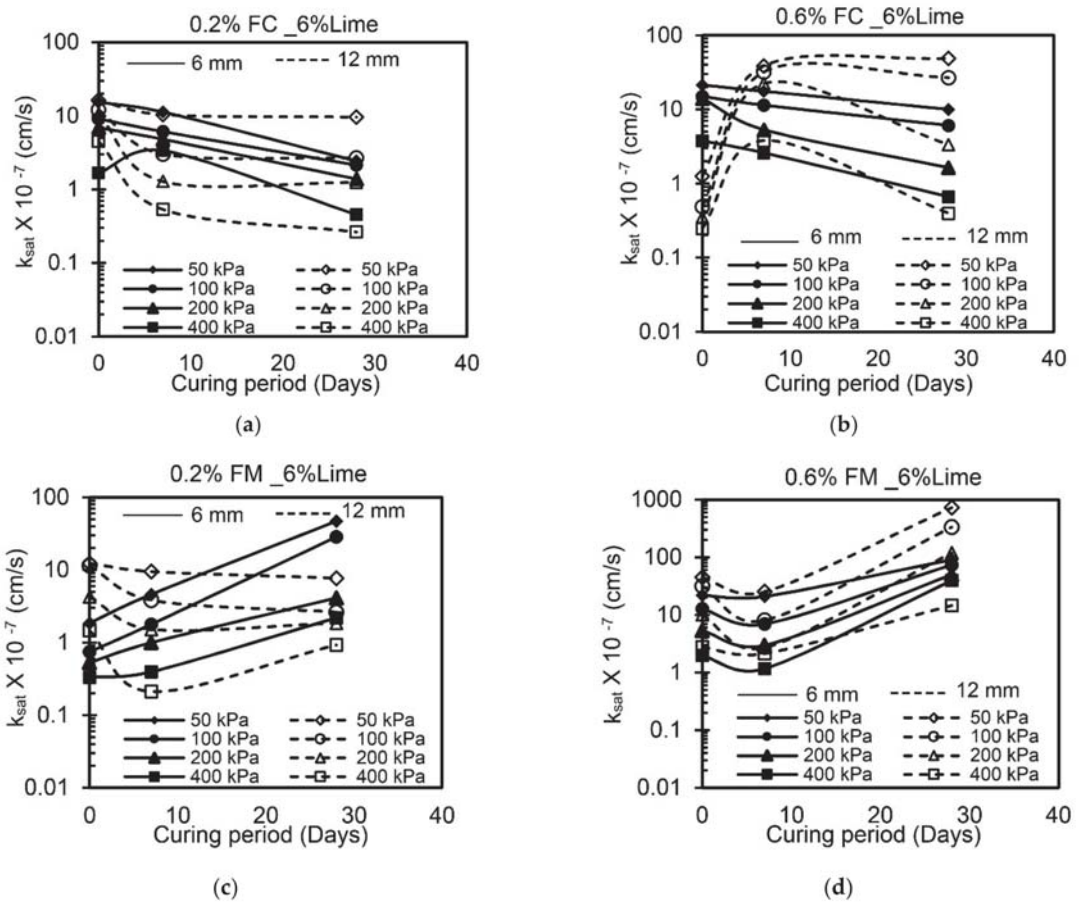 0.2% FC _6%Lime
100
6 mm
12 mm
10
1
0.1
0.01
k_sat X 10 ^-7 (cm/s)
50 kPa
50 kPa
100 kPa
100 kPa
200 kPa
200 kPa
400 kPa
400 kPa
0 10 20 30 40
Curing period (Days)
(a)
0.6% FC _6%Lime
100
10
1
0.1
0.01
k_sat X 10 ^-7 (cm/s)
6 mm
12 mm
50 kPa
50 kPa
100 kPa
100 kPa
200 kPa
200 kPa
400 kPa
400 kPa
0 10 20 30 40
Curing period (Days)
(b)
0.2% FM _6%Lime
100
6 mm
12 mm
10
1
0.1
0.01
k_sat X 10 ^-7 (cm/s)
50 kPa
50 kPa
100 kPa
100 kPa
200 kPa
200 kPa
400 kPa
400 kPa
0 10 20 30 40
Curing period (Days)
(c)
0.6% FM _6%Lime
1000
100
10
1
0.1
0.01
k_sat X 10 ^-7 (cm/s)
6 mm
12 mm
50 kPa
50 kPa
100 kPa
100 kPa
200 kPa
200 kPa
400 kPa
400 kPa
0 10 20 30 40
Curing period (Days)
(d)